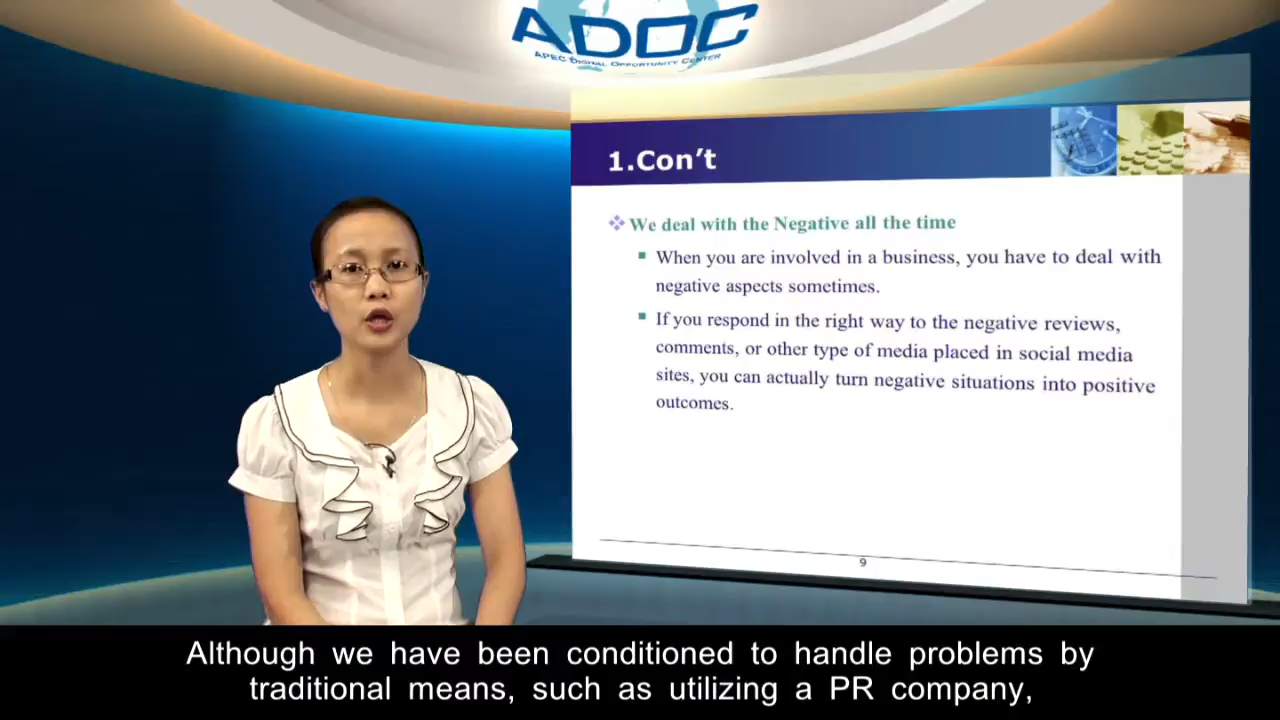 ADOC
APEC DIGITAL OPPORTUNITY CENTER
1.Con't
We deal with the Negative all the time
When you are involved in a business, you have to deal with
negative aspects sometimes.
If you respond in the right way to the negative reviews,
comments, or other type of media placed in social media
sites, you can actually turn negative situations into positive
outcomes.
9
Although we have been conditioned to handle problems by
traditional means, such as utilizing a PR company,